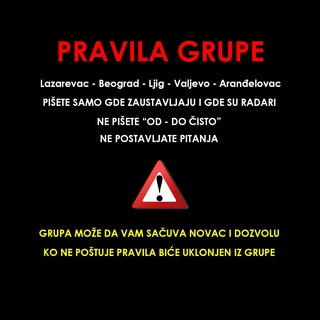 PRAVILA GRUPE
Lazarevac - Beograd - Ljig - Valjevo - Aranđelovac
PIŠETE SAMO GDE ZAUSTAVLJAJU I GDE SU RADARI
NE PIŠETE “OD - DO ČISTO”
NE POSTAVLJATE PITANJA
!
GRUPA MOŽE DA VAM SAČUVA NOVAC I DOZVOLU
KO NE POŠTUJE PRAVILA BIĆE UKLONJEN IZ GRUPE